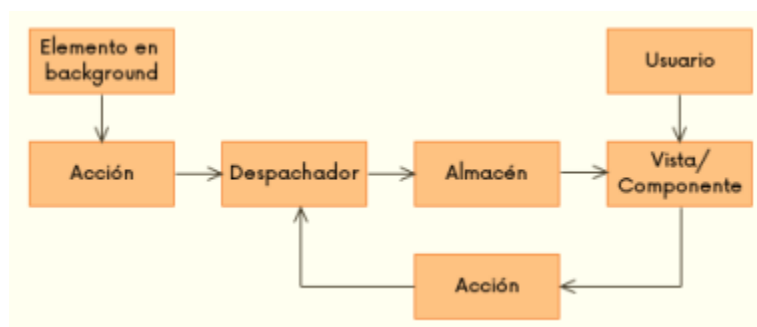 Elemento en
background
Usuario
Acción
Despachador
Almacén
Vista/
Componente
Acción